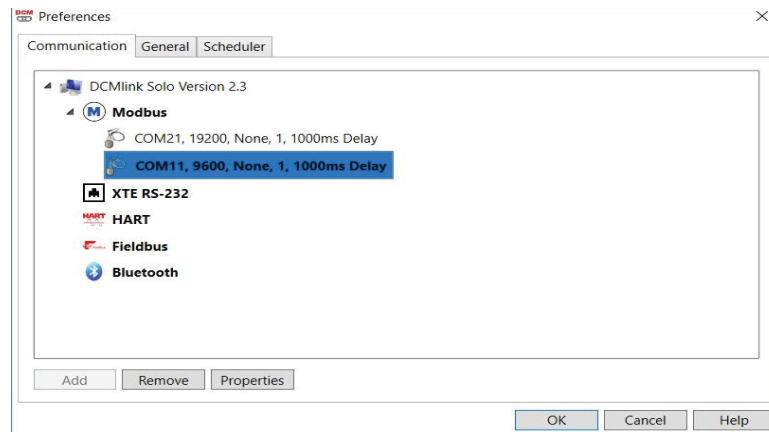 DCM
Preferences
Communication General Scheduler
DCMlink Solo Version 2.3
M Modbus
COM21, 19200, None, 1, 1000ms Delay
COM11, 9600, None, 1, 1000ms Delay
XTE RS-232
HART HART
Fieldbus
Bluetooth
Add Remove Properties
OK Cancel Help